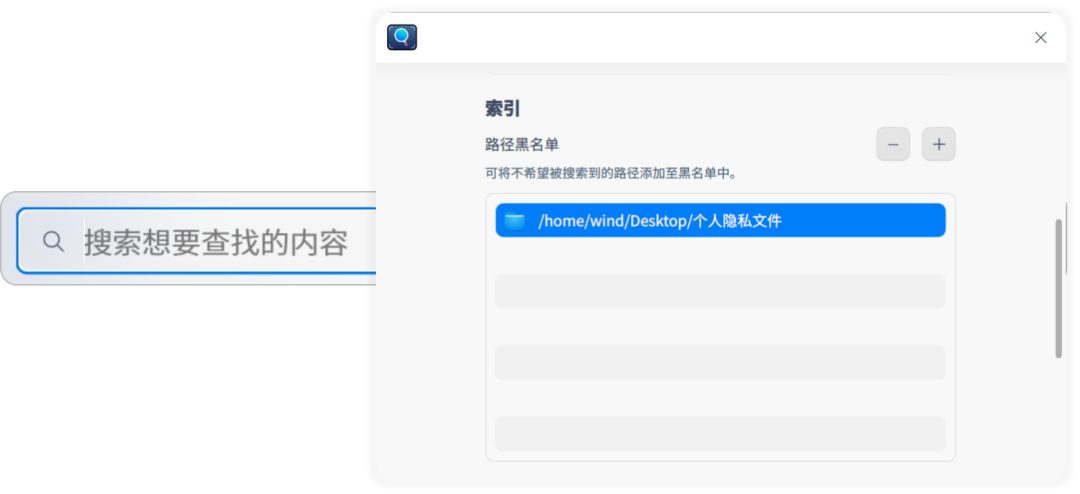 索引
路径黑名单
可将不希望被搜索到的路径添加至黑名单中。
/home/wind/Desktop/个人隐私文件
搜索想要查找的内容